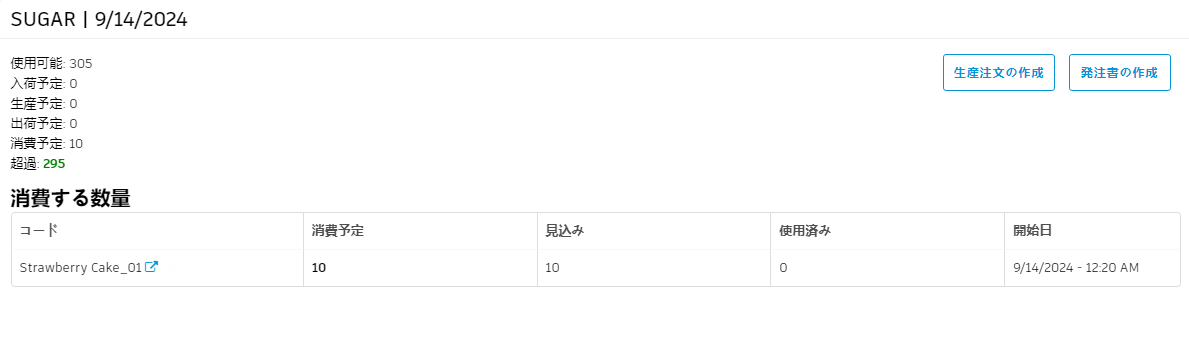 SUGAR | 9/14/2024
使用可能: 305
入荷予定: 0
生産予定: 0
出荷予定: 0
消費予定: 10
超過: 295
生産注文の作成 発注書の作成
消費する数量
コード 消費予定 見込み 使用済み 開始日
Strawberry Cake_01 10 10 0 9/14/2024 - 12:20 AM